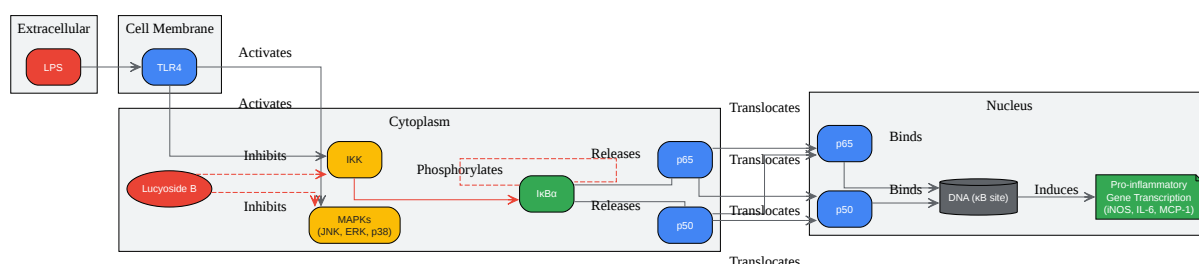 Extracellular
Cell Membrane
LPS
TLR4
Activates
Activates
Cytoplasm
Inhibits
IKK
Lucyoside B
Inhibits
MAPKs
(JNK, ERK, p38)
Phosphorylates
IκBα
Releases
Releases
p65
p50
Translocates
Translocates
Translocates
Translocates
Nucleus
p65
p50
Binds
Binds
DNA (κB site)
Induces
Pro-inflammatory
Gene Transcription
(iNOS, IL-6, MCP-1)